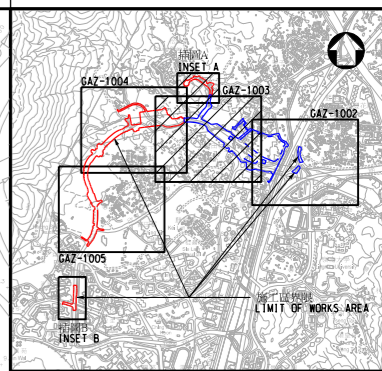 插圖A
INSET A
GAZ-1004
GAZ-1003
GAZ-1002
GAZ-1005
施工區界限
LIMIT OF WORKS AREA
插圖B
INSET B